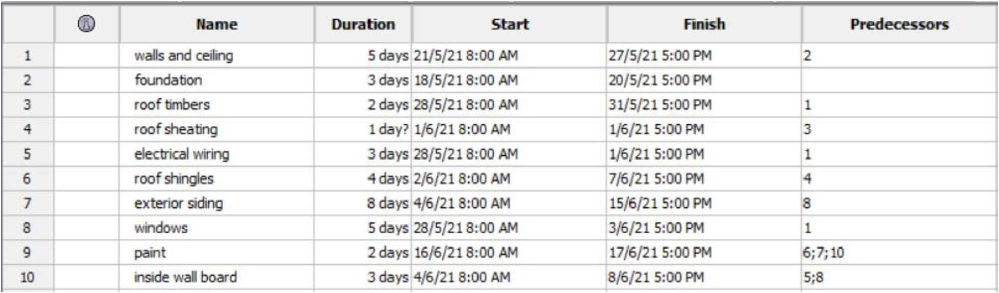 Name Duration Start Finish Predecessors
1 walls and ceiling 5 days 21/5/21 8:00 AM 27/5/21 5:00 PM 2
2 foundation 3 days 18/5/21 8:00 AM 20/5/21 5:00 PM
3 roof timbers 2 days 28/5/21 8:00 AM 31/5/21 5:00 PM 1
4 roof sheating 1 day? 1/6/21 8:00 AM 1/6/21 5:00 PM 3
5 electrical wiring 3 days 28/5/21 8:00 AM 1/6/21 5:00 PM 1
6 roof shingles 4 days 2/6/21 8:00 AM 7/6/21 5:00 PM 4
7 exterior siding 8 days 4/6/21 8:00 AM 15/6/21 5:00 PM 8
8 windows 5 days 28/5/21 8:00 AM 3/6/21 5:00 PM 1
9 paint 2 days 16/6/21 8:00 AM 17/6/21 5:00 PM 6;7;10
10 inside wall board 3 days 4/6/21 8:00 AM 8/6/21 5:00 PM 5;8